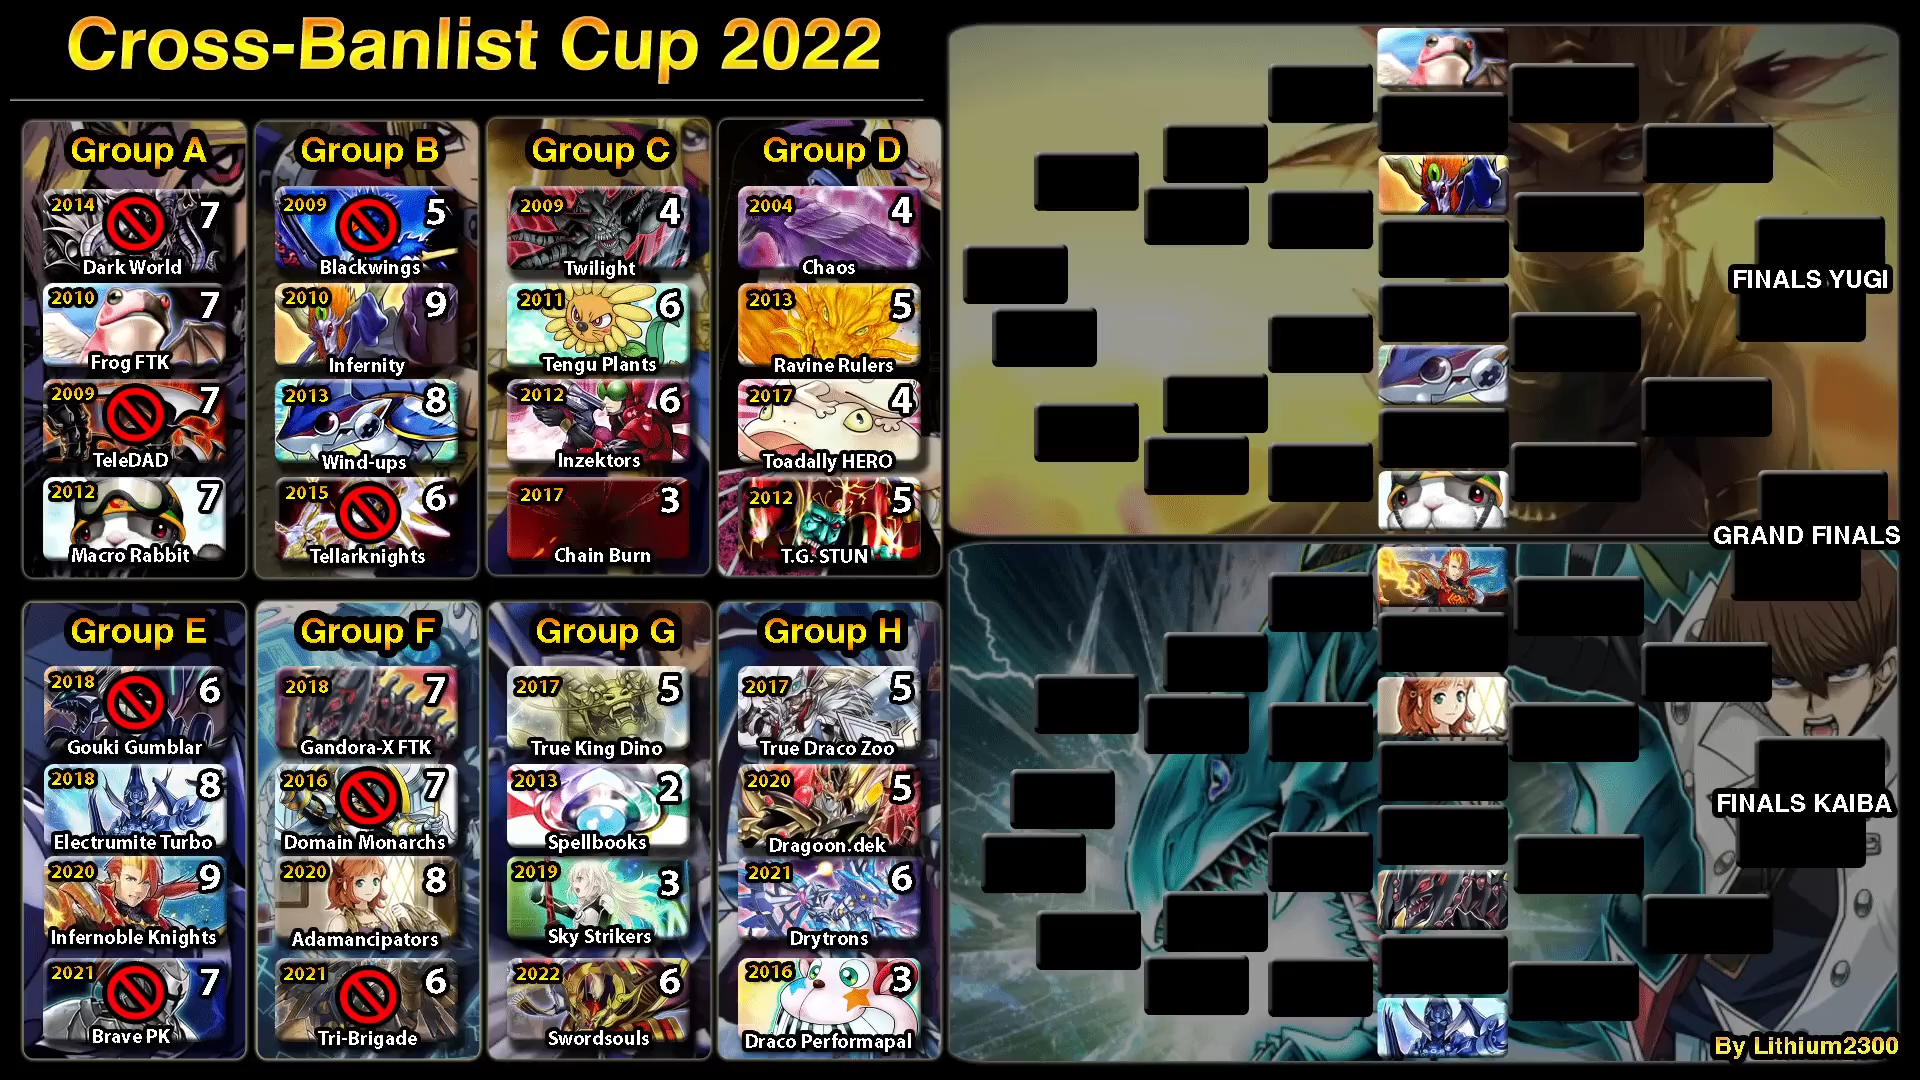 Cross-Banlist Cup 2022
Group A
2014
7
Dark World
2010
7
Frog FTK
2009
7
TeleDAD
2012
7
Macro Rabbit
Group B
2009
5
Blackwings
2010
9
Infernity
2013
8
Wind-ups
2015
6
Tellarknights
Group C
2009
4
Twilight
2011
6
Tengu Plants
2012
6
Inzektors
2017
3
Chain Burn
Group D
2004
4
Chaos
2013
5
Ravine Rulers
2017
4
Toadally HERO
2012
5
T.G. STUN
Group E
2018
6
Gouki Gumblar
2018
8
Electrumite Turbo
2020
9
Infernoble Knights
2021
7
Brave PK
Group F
2018
7
Gandora-X FTK
2016
7
Domain Monarchs
2020
8
Adamancipators
2021
6
Tri-Brigade
Group G
2017
5
True King Dino
2013
2
Spellbooks
2019
3
Sky Strikers
2022
6
Swordsouls
Group H
2017
5
True Draco Zoo
2020
5
Dragoon.dek
2021
6
Drytrons
2016
3
Draco Performapal
FINALS YUGI
GRAND FINALS
FINALS KAIBA
By Lithium2300